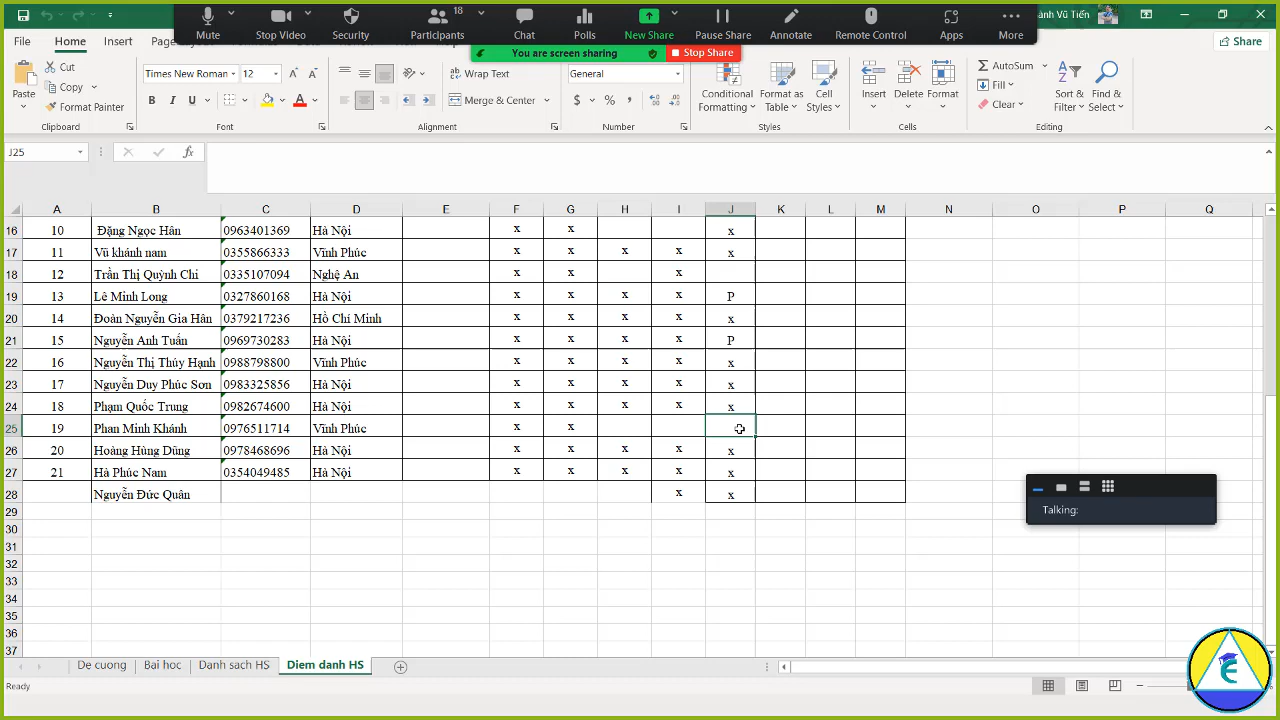 18
ành Vũ Tiến
Mute
Stop Video
Security
Participants
Chat
Polls
New Share
Pause Share
Annotate
Remote Control
Apps
More
You are screen sharing
Stop Share
File
Home
Insert
Share
Paste
Cut
Copy
Format Painter
Clipboard
Times New Roman
12
B I U
Font
Wrap Text
Merge & Center
Alignment
General
$ % ,
Number
Conditional Formatting
Format as Table
Cell Styles
Styles
Insert
Delete
Format
Cells
AutoSum
Fill
Clear
Sort & Filter
Find & Select
Editing
J25
fx
A B C D E F G H I J K L M N O P Q
16 10 Đặng Ngọc Hân 0963401369 Hà Nội x x x
17 11 Vũ khánh nam 0355866333 Vĩnh Phúc x x x x x
18 12 Trần Thị Quỳnh Chi 0335107094 Nghệ An x x x
19 13 Lê Minh Long 0327860168 Hà Nội x x x x P
20 14 Đoàn Nguyễn Gia Hân 0379217236 Hồ Chí Minh x x x x x
21 15 Nguyễn Anh Tuấn 0969730283 Hà Nội x x x x P
22 16 Nguyễn Thị Thúy Hạnh 0988798800 Vĩnh Phúc x x x x x
23 17 Nguyễn Duy Phúc Sơn 0983325856 Hà Nội x x x x x
24 18 Phạm Quốc Trung 0982674600 Hà Nội x x x x x
25 19 Phan Minh Khánh 0976511714 Vĩnh Phúc x x
26 20 Hoàng Hùng Dũng 0978468696 Hà Nội x x x x x
27 21 Hà Phúc Nam 0354049485 Hà Nội x x x x x
28 Nguyễn Đức Quân x x
29
30
31
32
33
34
35
36
37
Talking:
De cuong
Bai hoc
Danh sach HS
Diem danh HS
Ready